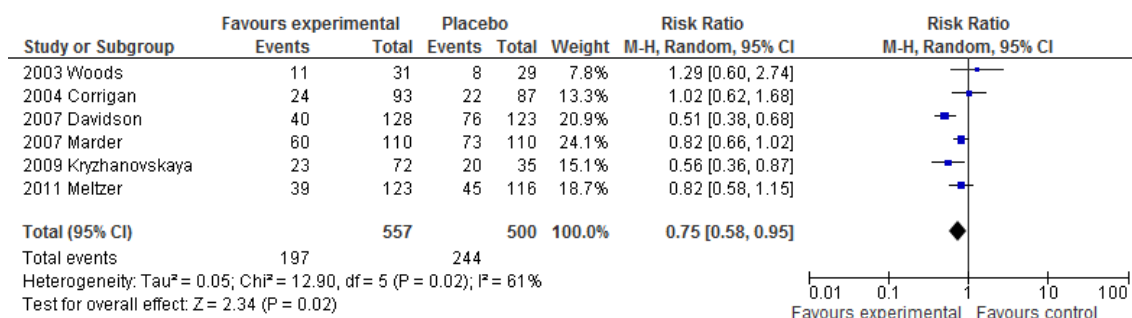 Favours experimental Placebo Risk Ratio Risk Ratio
Study or Subgroup Events Total Events Total Weight M-H, Random, 95% CI M-H, Random, 95% CI
2003 Woods 11 31 8 29 7.8% 1.29 [0.60, 2.74]
2004 Corrigan 24 93 22 87 13.3% 1.02 [0.62, 1.68]
2007 Davidson 40 128 76 123 20.9% 0.51 [0.38, 0.68]
2007 Marder 60 110 73 110 24.1% 0.82 [0.66, 1.02]
2009 Kryzhanovskaya 23 72 20 35 15.1% 0.56 [0.36, 0.87]
2011 Meltzer 39 123 45 116 18.7% 0.82 [0.58, 1.15]
Total (95% CI) 557 500 100.0% 0.75 [0.58, 0.95]
Total events 197 244
Heterogeneity: Tau² = 0.05; Chi² = 12.90, df = 5 (P = 0.02); I² = 61%
Test for overall effect: Z = 2.34 (P = 0.02)
0.01 0.1 1 10 100
Favours experimental Favours control